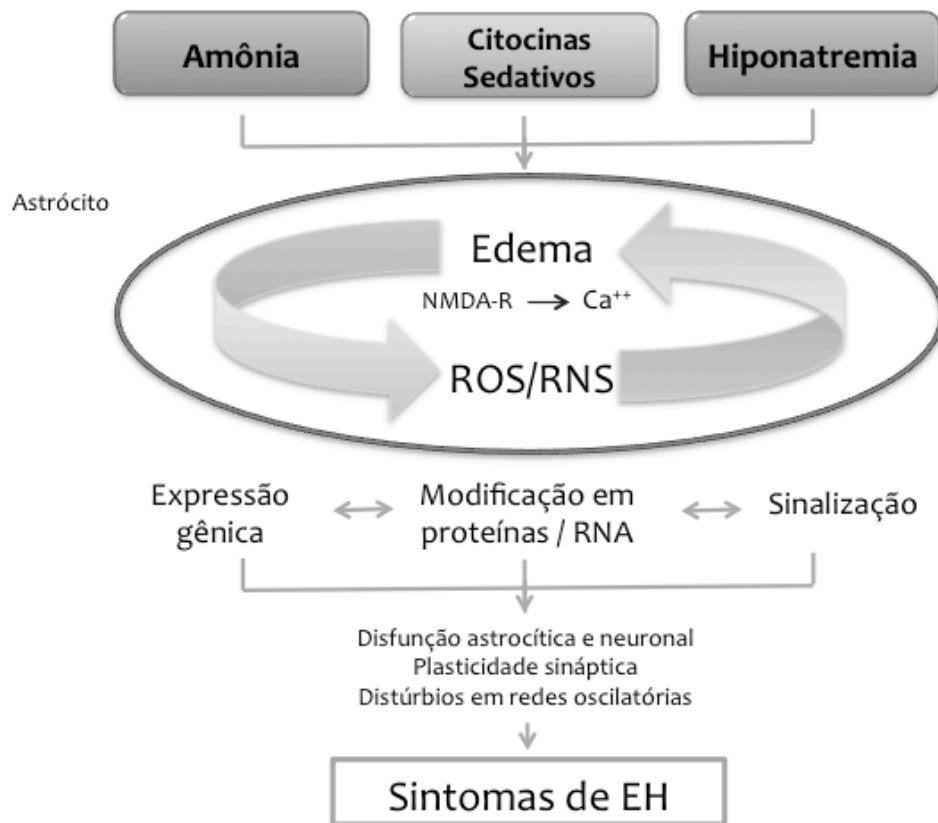 Amônia
Citocinas
Sedativos
Hiponatremia
Astrócito
Edema
NMDA-R → Ca⁺⁺
ROS/RNS
Expressão
gênica
Modificação em
proteínas / RNA
Sinalização
Disfunção astrocítica e neuronal
Plasticidade sináptica
Distúrbios em redes oscilatórias
Sintomas de EH